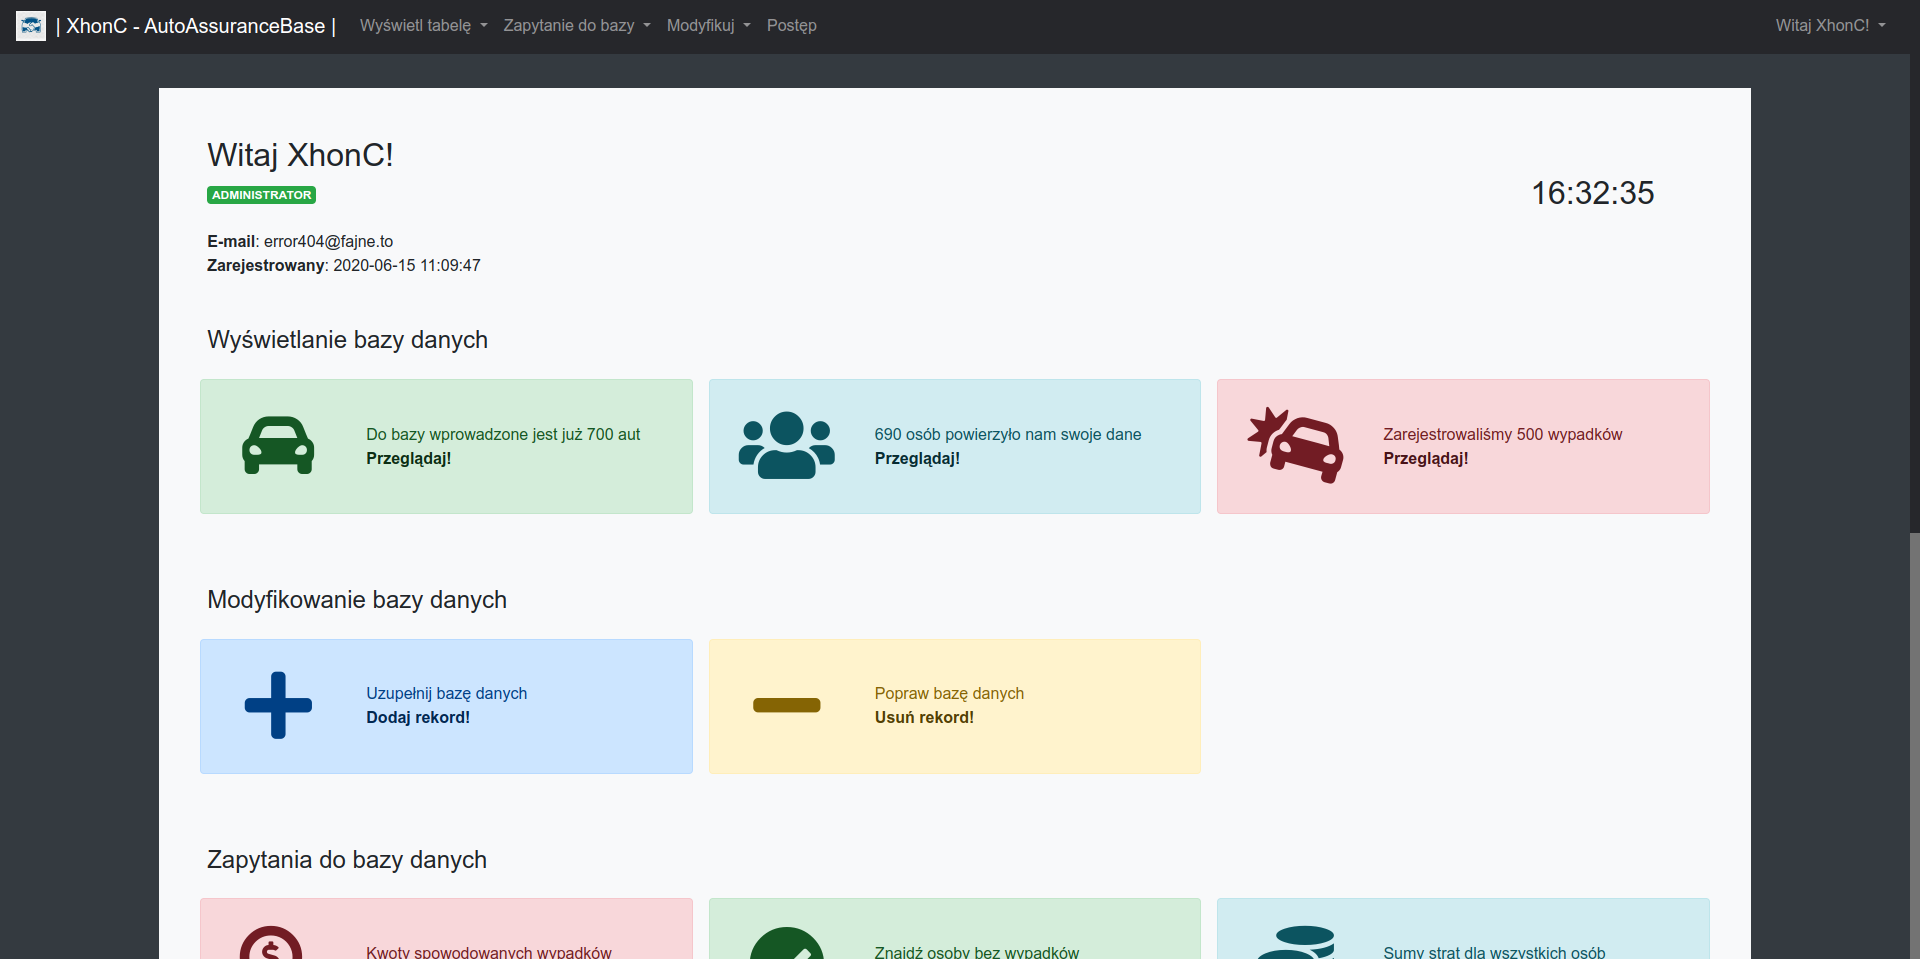 | XhonC - AutoAssuranceBase | Wyświetl tabelę Zapytanie do bazy Modyfikuj Postęp Witaj XhonC!
Witaj XhonC!
ADMINISTRATOR
16:32:35
E-mail: error404@fajne.to
Zarejestrowany: 2020-06-15 11:09:47
Wyświetlanie bazy danych
Do bazy wprowadzone jest już 700 aut
Przeglądaj!
690 osób powierzyło nam swoje dane
Przeglądaj!
Zarejestrowaliśmy 500 wypadków
Przeglądaj!
Modyfikowanie bazy danych
Uzupełnij bazę danych
Dodaj rekord!
Popraw bazę danych
Usuń rekord!
Zapytania do bazy danych
Kwoty spowodowanych wypadków
Znajdź osoby bez wypadków
Sumy strat dla wszystkich osób